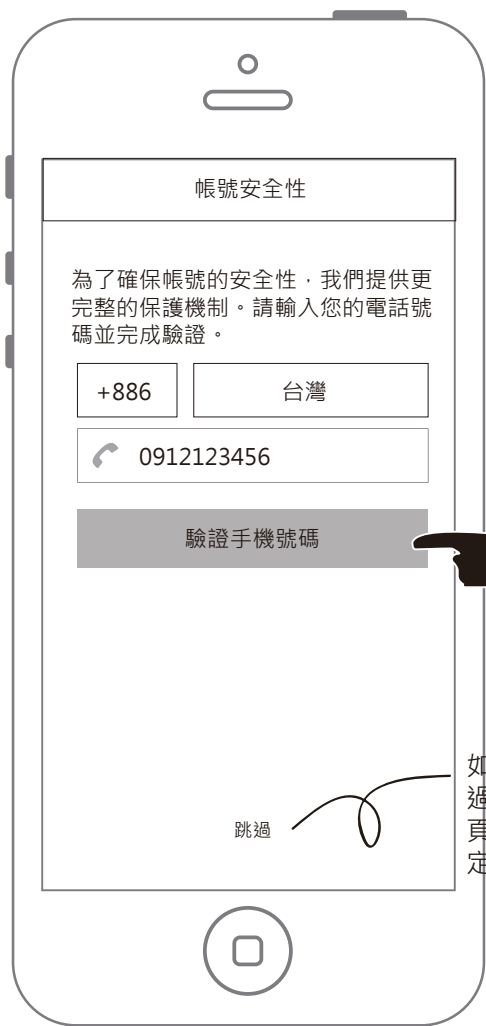 帳號安全性
為了確保帳號的安全性，我們提供更
完整的保護機制。請輸入您的電話號
碼並完成驗證。
+886 台灣
0912123456
驗證手機號碼
跳過
如
過
頁
定